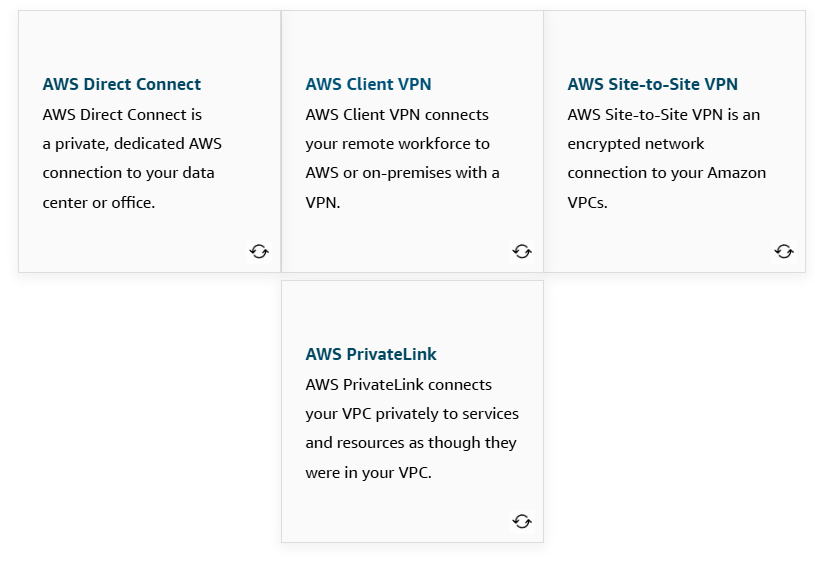 AWS Direct Connect
AWS Direct Connect is
a private, dedicated AWS
connection to your data
center or office.
AWS Client VPN
AWS Client VPN connects
your remote workforce to
AWS or on-premises with a
VPN.
AWS Site-to-Site VPN
AWS Site-to-Site VPN is an
encrypted network
connection to your Amazon
VPCs.
AWS PrivateLink
AWS PrivateLink connects
your VPC privately to services
and resources as though they
were in your VPC.